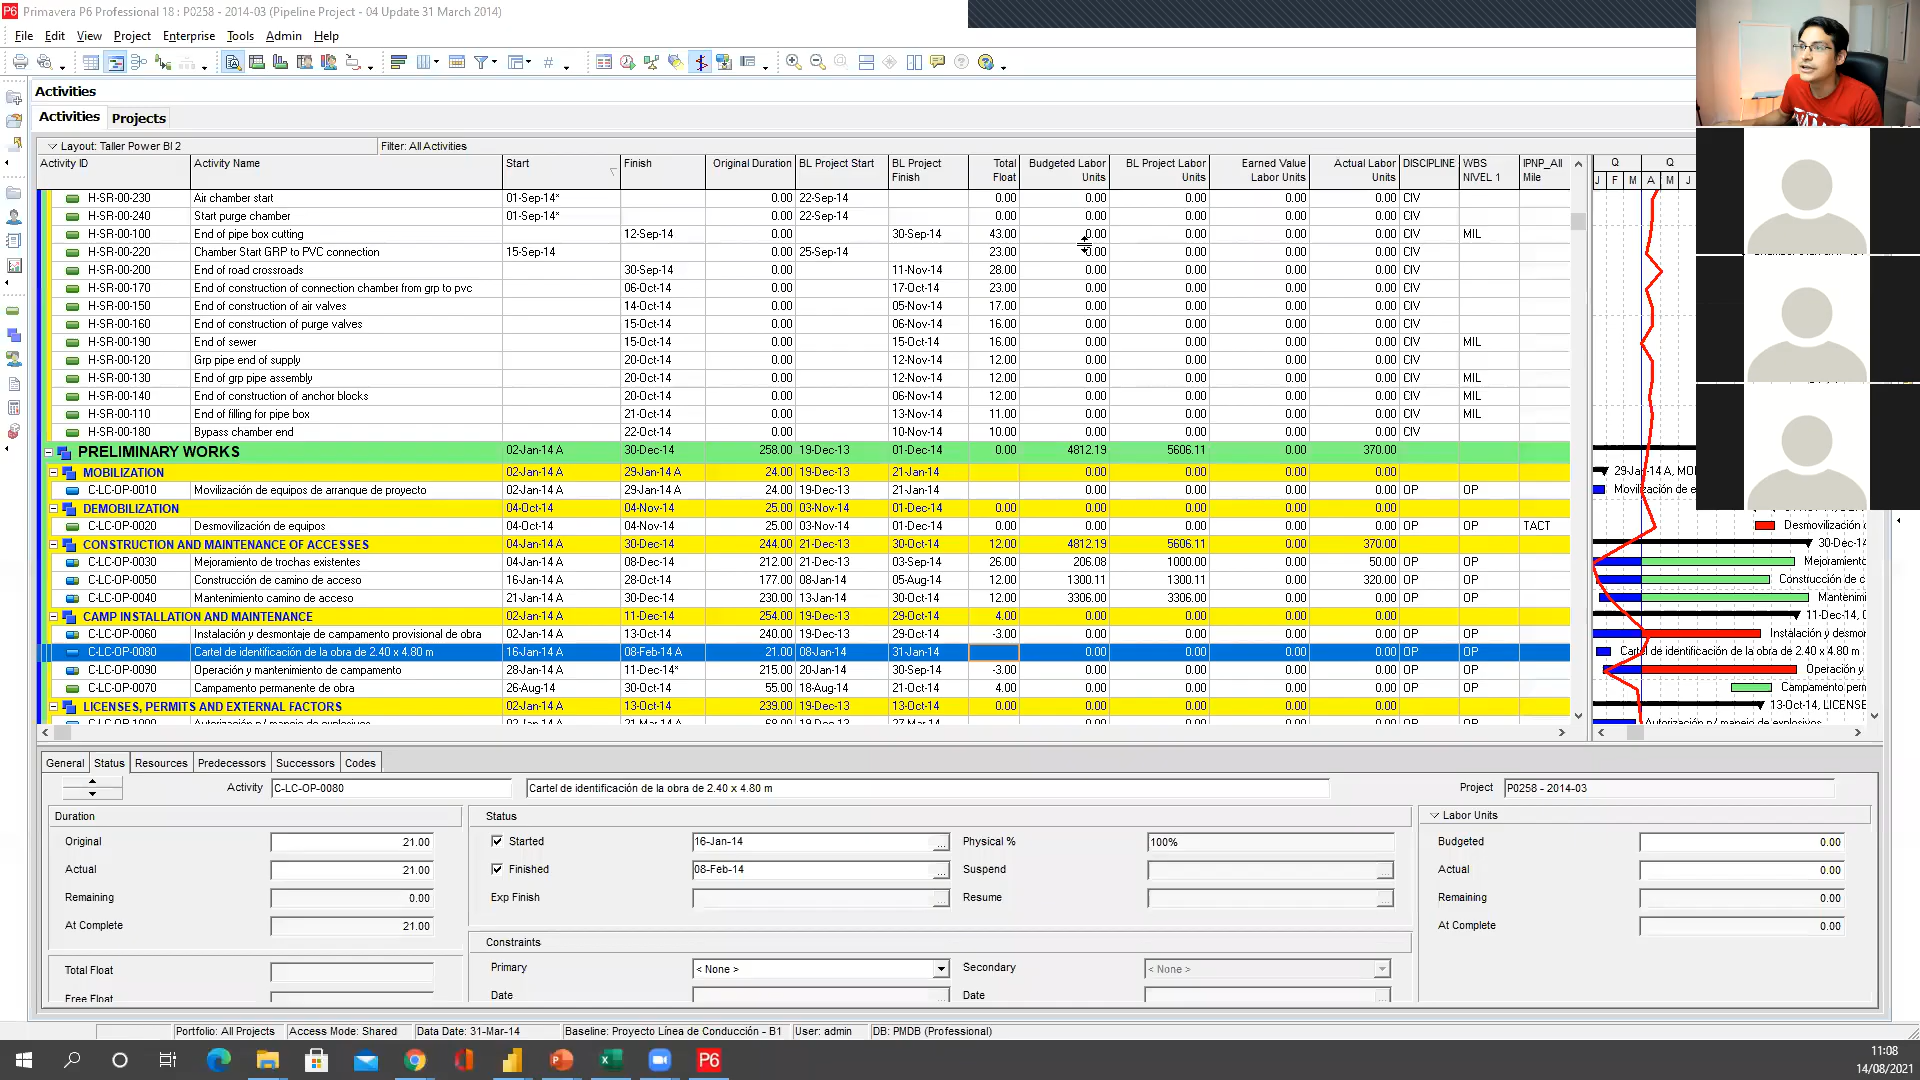 Primavera P6 Professional 18 : P0258 - 2014-03 (Pipeline Project - 04 Update 31 March 2014)
File Edit View Project Enterprise Tools Admin Help
Activities
Activities Projects
Layout: Taller Power BI 2 Filter: All Activities
Activity ID Activity Name Start Finish Original Duration BL Project Start BL Project Finish Total Float Budgeted Labor Units BL Project Labor Units Earned Value Labor Units Actual Labor Units DISCIPLINE WBS NIVEL 1 IPNP_All Mile Q Q
J F M A M J
H-SR-00-230 Air chamber start 01-Sep-14* 0.00 22-Sep-14 0.00 0.00 0.00 0.00 0.00 CIV
H-SR-00-240 Start purge chamber 01-Sep-14* 0.00 22-Sep-14 0.00 0.00 0.00 0.00 0.00 CIV
H-SR-00-100 End of pipe box cutting 12-Sep-14 0.00 30-Sep-14 43.00 0.00 0.00 0.00 0.00 CIV MIL
H-SR-00-220 Chamber Start GRP to PVC connection 15-Sep-14 0.00 25-Sep-14 23.00 0.00 0.00 0.00 0.00 CIV
H-SR-00-200 End of road crossroads 30-Sep-14 0.00 11-Nov-14 28.00 0.00 0.00 0.00 0.00 CIV
H-SR-00-170 End of construction of connection chamber from grp to pvc 06-Oct-14 0.00 17-Oct-14 23.00 0.00 0.00 0.00 0.00 CIV
H-SR-00-150 End of construction of air valves 14-Oct-14 0.00 05-Nov-14 17.00 0.00 0.00 0.00 0.00 CIV
H-SR-00-160 End of construction of purge valves 15-Oct-14 0.00 06-Nov-14 16.00 0.00 0.00 0.00 0.00 CIV
H-SR-00-190 End of sewer 15-Oct-14 0.00 15-Oct-14 16.00 0.00 0.00 0.00 0.00 CIV MIL
H-SR-00-120 Grp pipe end of supply 20-Oct-14 0.00 12-Nov-14 12.00 0.00 0.00 0.00 0.00 CIV
H-SR-00-130 End of grp pipe assembly 20-Oct-14 0.00 12-Nov-14 12.00 0.00 0.00 0.00 0.00 CIV MIL
H-SR-00-140 End of construction of anchor blocks 20-Oct-14 0.00 06-Nov-14 12.00 0.00 0.00 0.00 0.00 CIV MIL
H-SR-00-110 End of filling for pipe box 21-Oct-14 0.00 13-Nov-14 11.00 0.00 0.00 0.00 0.00 CIV MIL
H-SR-00-180 Bypass chamber end 22-Oct-14 0.00 10-Nov-14 10.00 0.00 0.00 0.00 0.00 CIV
PRELIMINARY WORKS 02-Jan-14 A 30-Dec-14 258.00 19-Dec-13 01-Dec-14 0.00 4812.19 5606.11 0.00 370.00
MOBILIZATION 02-Jan-14 A 29-Jan-14 A 24.00 19-Dec-13 21-Jan-14 0.00 0.00 0.00 0.00 29-Jan-14 A, MO
C-LC-OP-0010 Movilización de equipos de arranque de proyecto 02-Jan-14 A 29-Jan-14 A 24.00 19-Dec-13 21-Jan-14 0.00 0.00 0.00 0.00 OP OP Movilización de e
DEMOBILIZATION 04-Oct-14 04-Nov-14 25.00 03-Nov-14 01-Dec-14 0.00 0.00 0.00 0.00 0.00
C-LC-OP-0020 Desmovilización de equipos 04-Oct-14 04-Nov-14 25.00 03-Nov-14 01-Dec-14 0.00 0.00 0.00 0.00 0.00 OP OP TACT Desmovilización
CONSTRUCTION AND MAINTENANCE OF ACCESSES 04-Jan-14 A 30-Dec-14 244.00 21-Dec-13 30-Oct-14 12.00 4812.19 5606.11 0.00 370.00 30-Dec-14
C-LC-OP-0030 Mejoramiento de trochas existentes 04-Jan-14 A 08-Dec-14 212.00 21-Dec-13 03-Sep-14 26.00 206.08 1000.00 0.00 50.00 OP OP Mejoramiento
C-LC-OP-0050 Construcción de camino de acceso 16-Jan-14 A 28-Oct-14 177.00 08-Jan-14 05-Aug-14 12.00 1300.11 1300.11 0.00 320.00 OP OP Construcción de c
C-LC-OP-0040 Mantenimiento camino de acceso 21-Jan-14 A 30-Dec-14 230.00 13-Jan-14 30-Oct-14 12.00 3306.00 3306.00 0.00 0.00 OP OP Mantenim
CAMP INSTALLATION AND MAINTENANCE 02-Jan-14 A 11-Dec-14 254.00 19-Dec-13 29-Oct-14 4.00 0.00 0.00 0.00 0.00 11-Dec-14,
C-LC-OP-0060 Instalación y desmontaje de campamento provisional de obra 02-Jan-14 A 13-Oct-14 240.00 19-Dec-13 29-Oct-14 -3.00 0.00 0.00 0.00 0.00 OP OP Instalación y desmor
C-LC-OP-0080 Cartel de identificación de la obra de 2.40 x 4.80 m 16-Jan-14 A 08-Feb-14 A 21.00 08-Jan-14 31-Jan-14 0.00 0.00 0.00 0.00 OP OP Cartel de identificación de la obra de 2.40 x 4.80 m
C-LC-OP-0090 Operación y mantenimiento de campamento 28-Jan-14 A 11-Dec-14* 215.00 20-Jan-14 30-Sep-14 -3.00 0.00 0.00 0.00 0.00 OP OP Operación y
C-LC-OP-0070 Campamento permanente de obra 26-Aug-14 30-Oct-14 55.00 18-Aug-14 21-Oct-14 4.00 0.00 0.00 0.00 0.00 OP OP Campamento perm
LICENSES, PERMITS AND EXTERNAL FACTORS 02-Jan-14 A 13-Oct-14 239.00 19-Dec-13 13-Oct-14 0.00 0.00 0.00 0.00 0.00 13-Oct-14, LICENSE
General Status Resources Predecessors Successors Codes
Activity C-LC-OP-0080 Cartel de identificación de la obra de 2.40 x 4.80 m Project P0258 - 2014-03
Duration Status Labor Units
Original 21.00 Started 16-Jan-14 Physical % 100% Budgeted 0.00
Actual 21.00 Finished 08-Feb-14 Suspend Actual 0.00
Remaining 0.00 Exp Finish Resume Remaining 0.00
At Complete 21.00 At Complete 0.00
Constraints
Total Float Primary < None > Secondary < None >
Free Float Date Date
Portfolio: All Projects Access Mode: Shared Data Date: 31-Mar-14 Baseline: Proyecto Línea de Conducción - B1 User: admin DB: PMDB (Professional)
11:08
14/08/2021